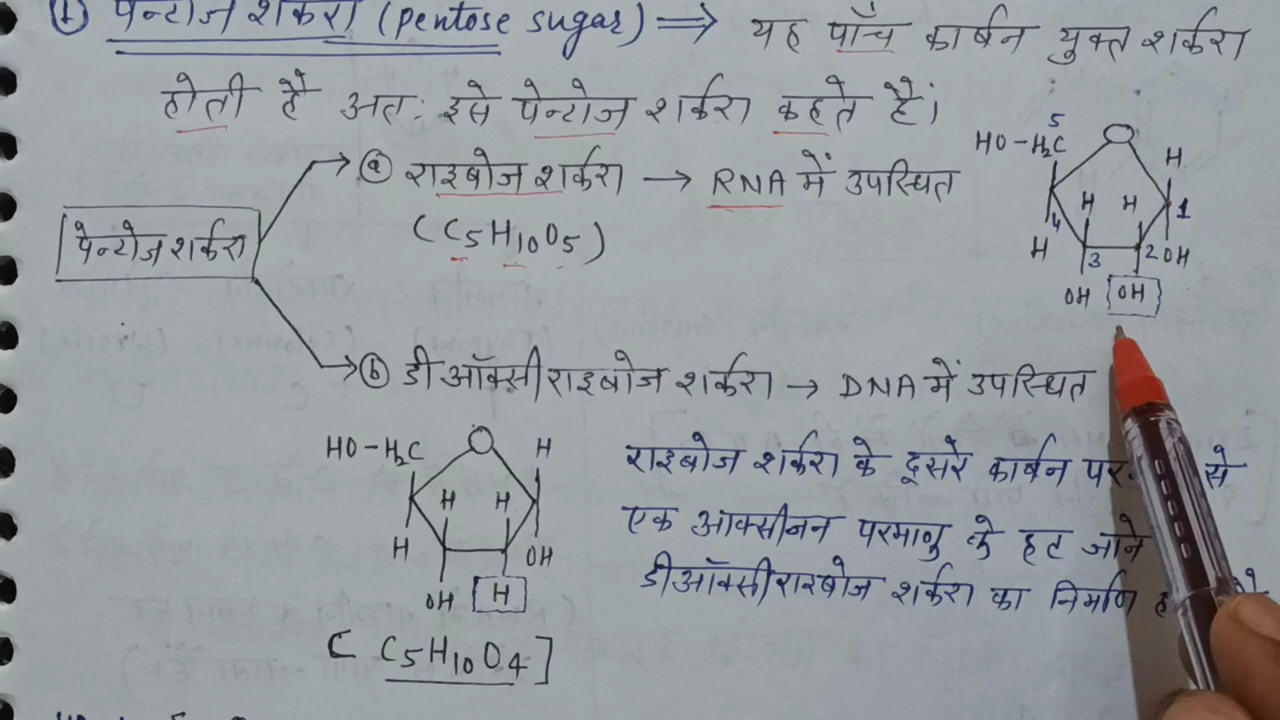 ① पेन्टोज शर्करा (pentose sugar) ⇒ यह पाँच कार्बन युक्त शर्करा
होती है अतः इसे पेन्टोज शर्करा कहते है।
पेन्टोज शर्करा
ⓐ राइबोज शर्करा → RNA में उपस्थित
(C5H10O5)
5
HO-H2C O H
H H
4 1
H 3 2 OH
OH OH
ⓑ डीऑक्सीराइबोज शर्करा → DNA में उपस्थित
HO-H2C O H
H H
H OH
OH H
[C5H10O4]
राइबोज शर्करा के दूसरे कार्बन पर से
एक आक्सीजन परमाणु के हट जाने
डीऑक्सीराइबोज शर्करा का निर्माण